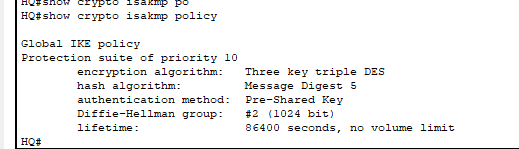 HQ#show crypto isakmp po
HQ#show crypto isakmp policy
Global IKE policy
Protection suite of priority 10
encryption algorithm: Three key triple DES
hash algorithm: Message Digest 5
authentication method: Pre-Shared Key
Diffie-Hellman group: #2 (1024 bit)
lifetime: 86400 seconds, no volume limit
HQ#